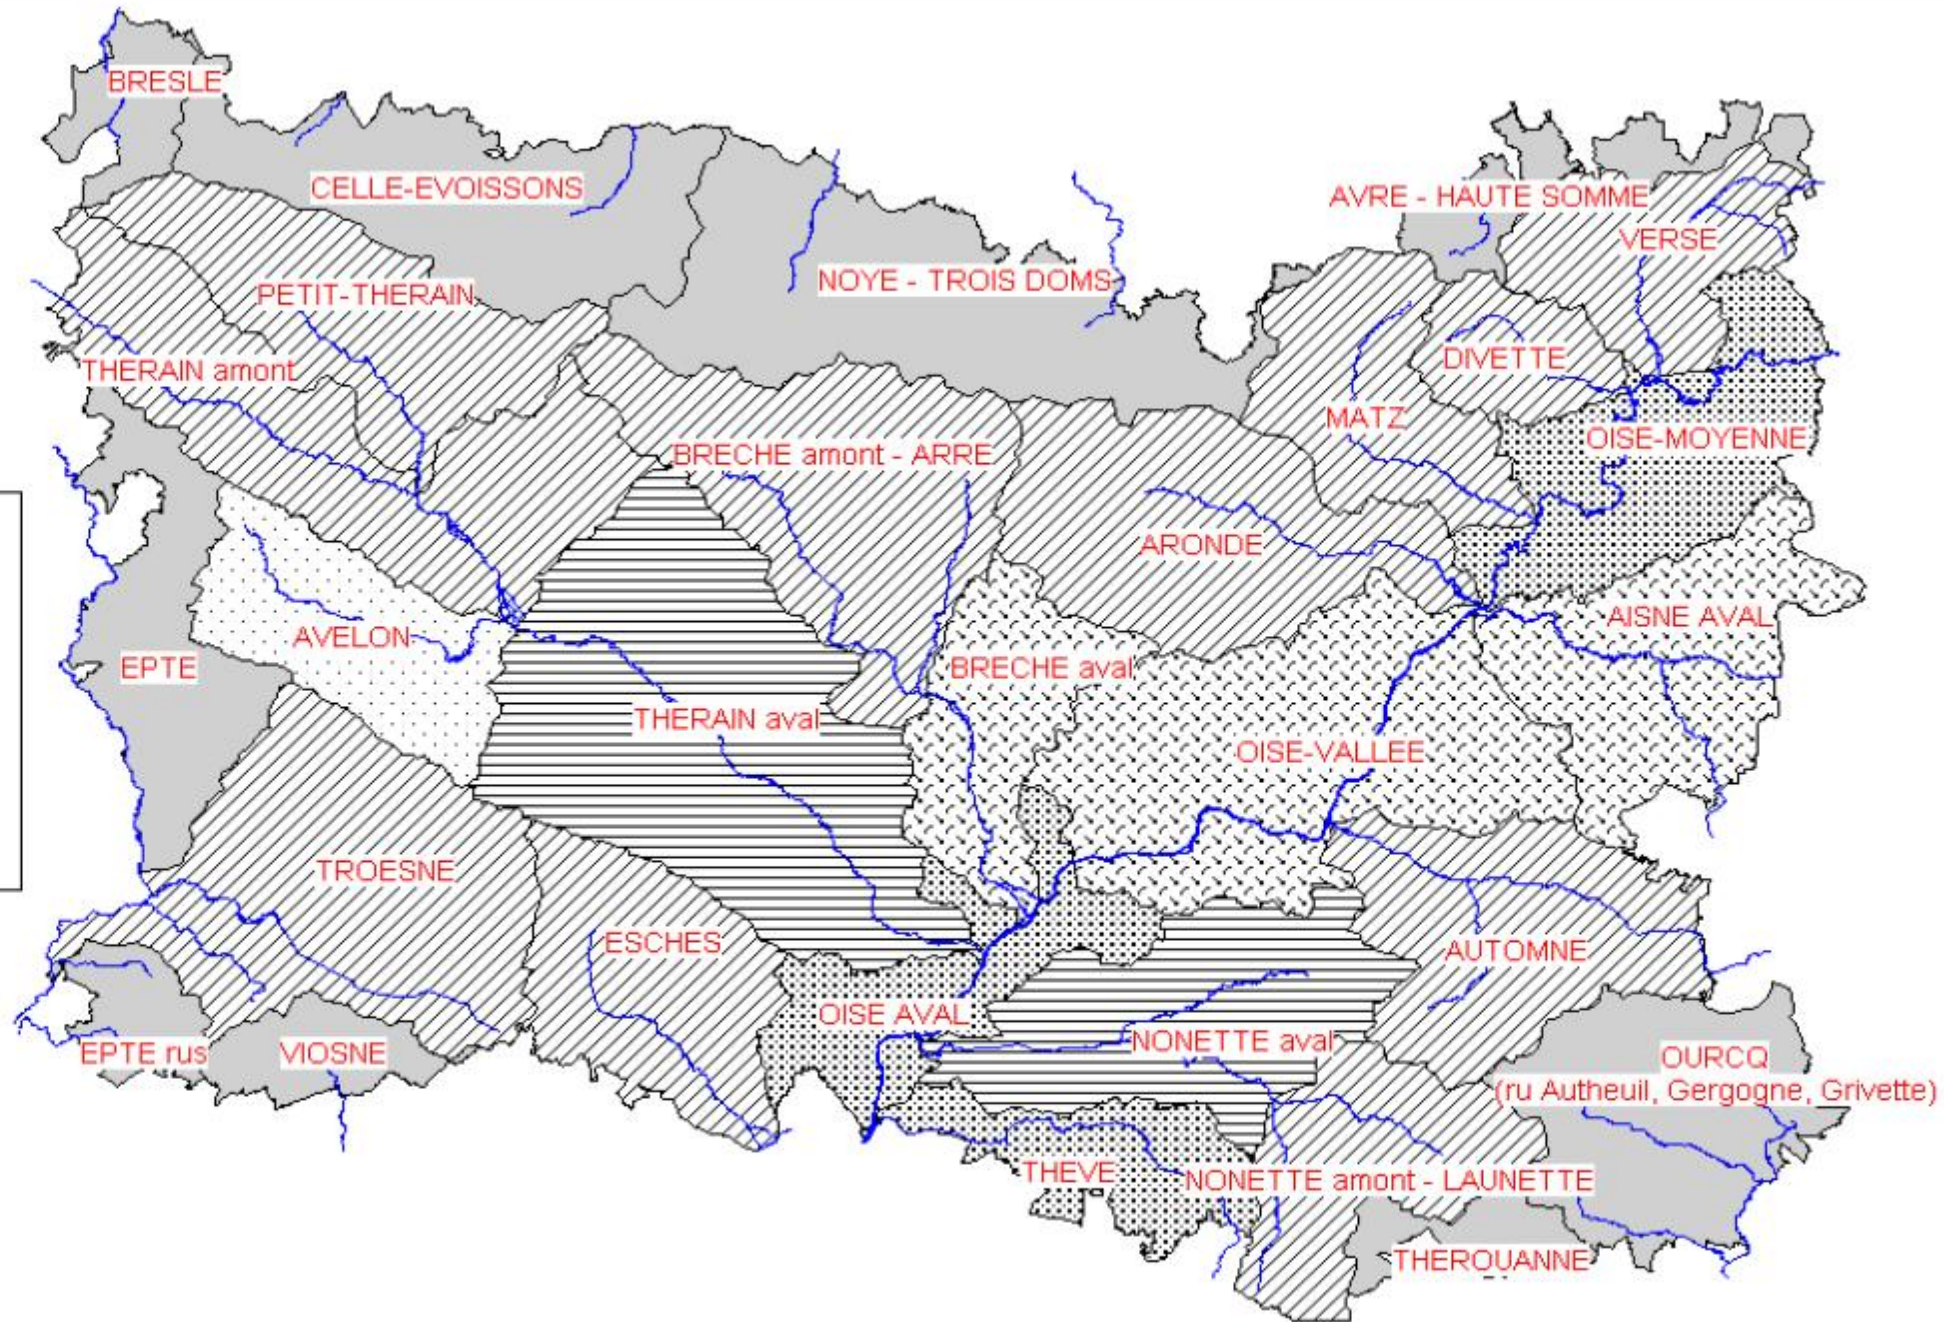 BRESLE
CELLE-EVOISSONS
AVRE - HAUTE SOMME
VERSE
NOYE - TROIS DOMS
PETIT-THERAIN
DIVETTE
THERAIN amont
MATZ
OISE-MOYENNE
BRECHE amont - ARRE
ARONDE
AISNE AVAL
AVELON
EPTE
BRECHE aval
THERAIN aval
OISE-VALLEE
TROESNE
ESCHES
AUTOMNE
OISE AVAL
NONETTE aval
EPTE rus
VIOSNE
OURCQ
(ru Autheuil, Gergogne, Grivette)
THEVE
NONETTE amont - LAUNETTE
THEROUANNE